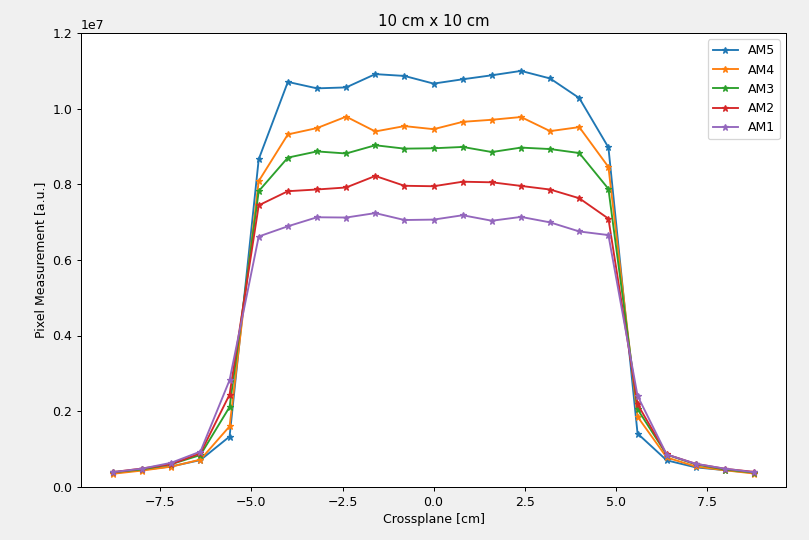 10 cm x 10 cm
1e7
1.2
1.0
0.8
0.6
0.4
0.2
0.0
Pixel Measurement [a.u.]
AM5
AM4
AM3
AM2
AM1
−7.5 −5.0 −2.5 0.0 2.5 5.0 7.5
Crossplane [cm]